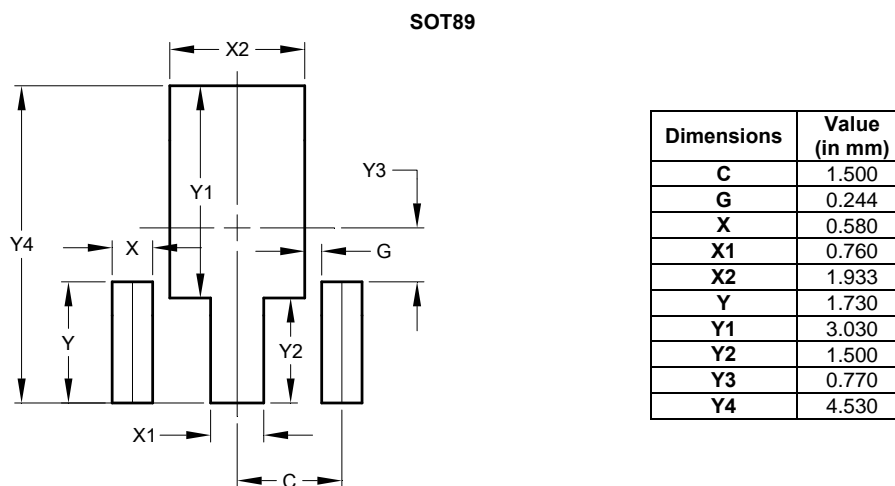 SOT89
X2
Y3
Y1
Y4
X
G
Y
Y2
X1
C
Dimensions Value (in mm)
C 1.500
G 0.244
X 0.580
X1 0.760
X2 1.933
Y 1.730
Y1 3.030
Y2 1.500
Y3 0.770
Y4 4.530